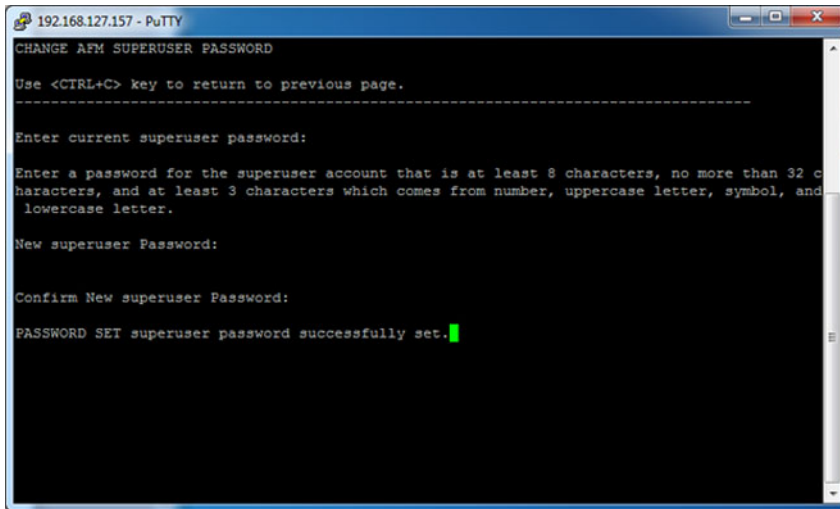 192.168.127.157 - PuTTY
CHANGE AFM SUPERUSER PASSWORD
Use <CTRL+C> key to return to previous page.
--------------------------------------------------------------------------------
Enter current superuser password:
Enter a password for the superuser account that is at least 8 characters, no more than 32 c
haracters, and at least 3 characters which comes from number, uppercase letter, symbol, and
 lowercase letter.
New superuser Password:
Confirm New superuser Password:
PASSWORD SET superuser password successfully set.